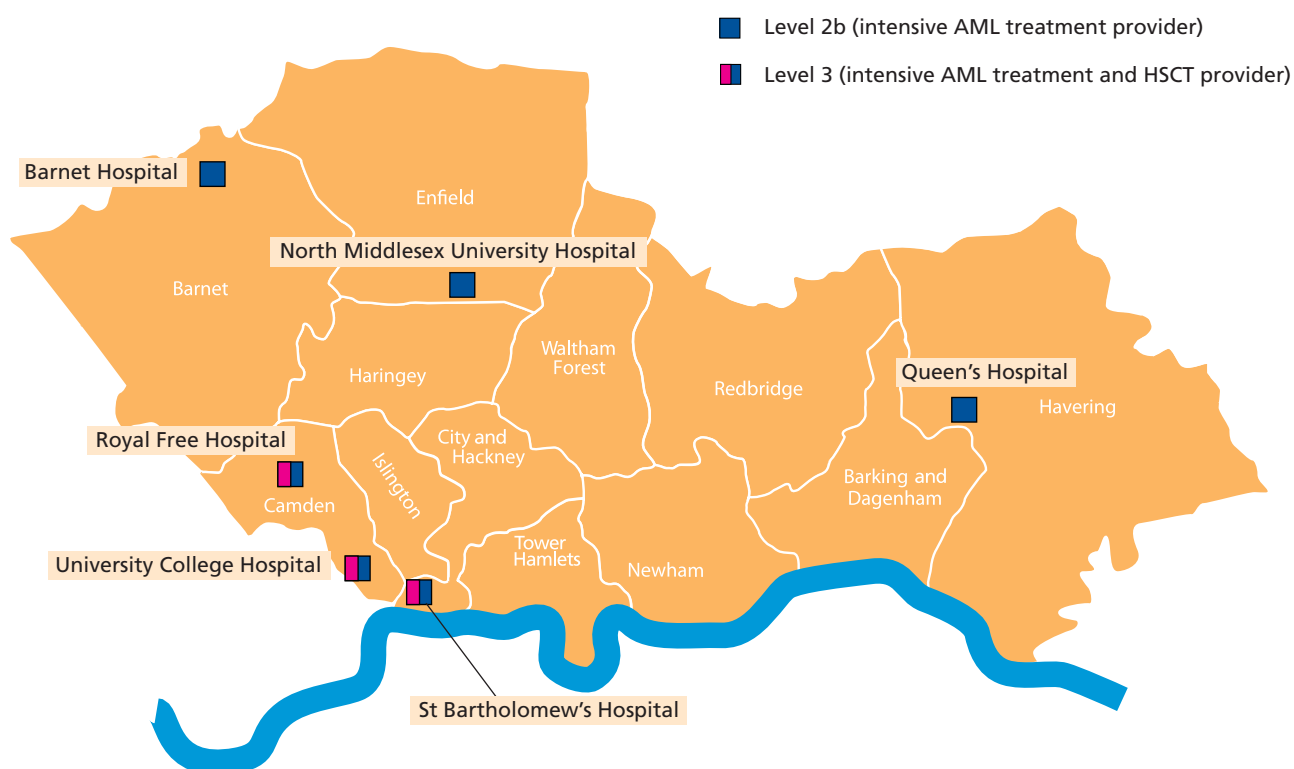 Level 2b (intensive AML treatment provider)
Level 3 (intensive AML treatment and HSCT provider)
Barnet Hospital
Enfield
North Middlesex University Hospital
Barnet
Waltham
Forest
Haringey
Redbridge
Queen's Hospital
Havering
Royal Free Hospital
City and
Hackney
Islington
Camden
Barking and
Dagenham
University College Hospital
Tower
Hamlets
Newham
St Bartholomew's Hospital